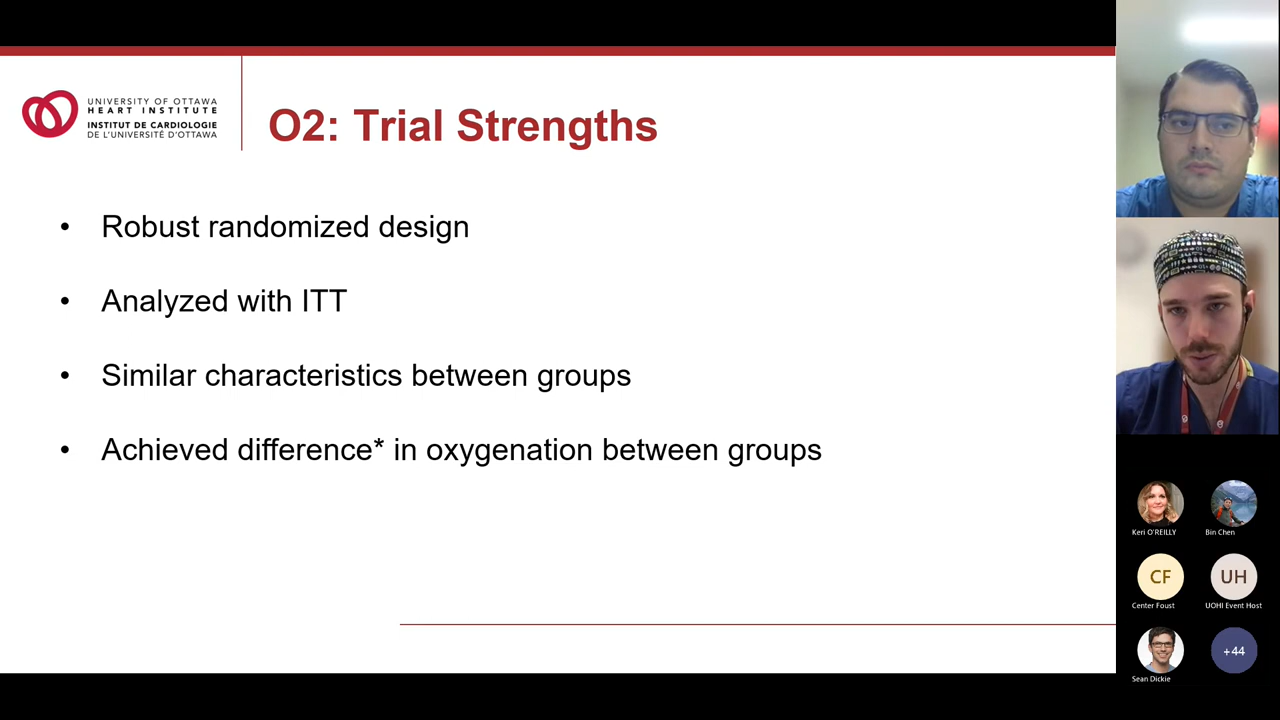 UNIVERSITY OF OTTAWA
HEART INSTITUTE
INSTITUT DE CARDIOLOGIE
DE L'UNIVERSITÉ D'OTTAWA
O2: Trial Strengths
• Robust randomized design
• Analyzed with ITT
• Similar characteristics between groups
• Achieved difference* in oxygenation between groups
Keri O'REILLY
Bin Chen
CF
UH
Center Foust
UOHI Event Host
+44
Sean Dickie